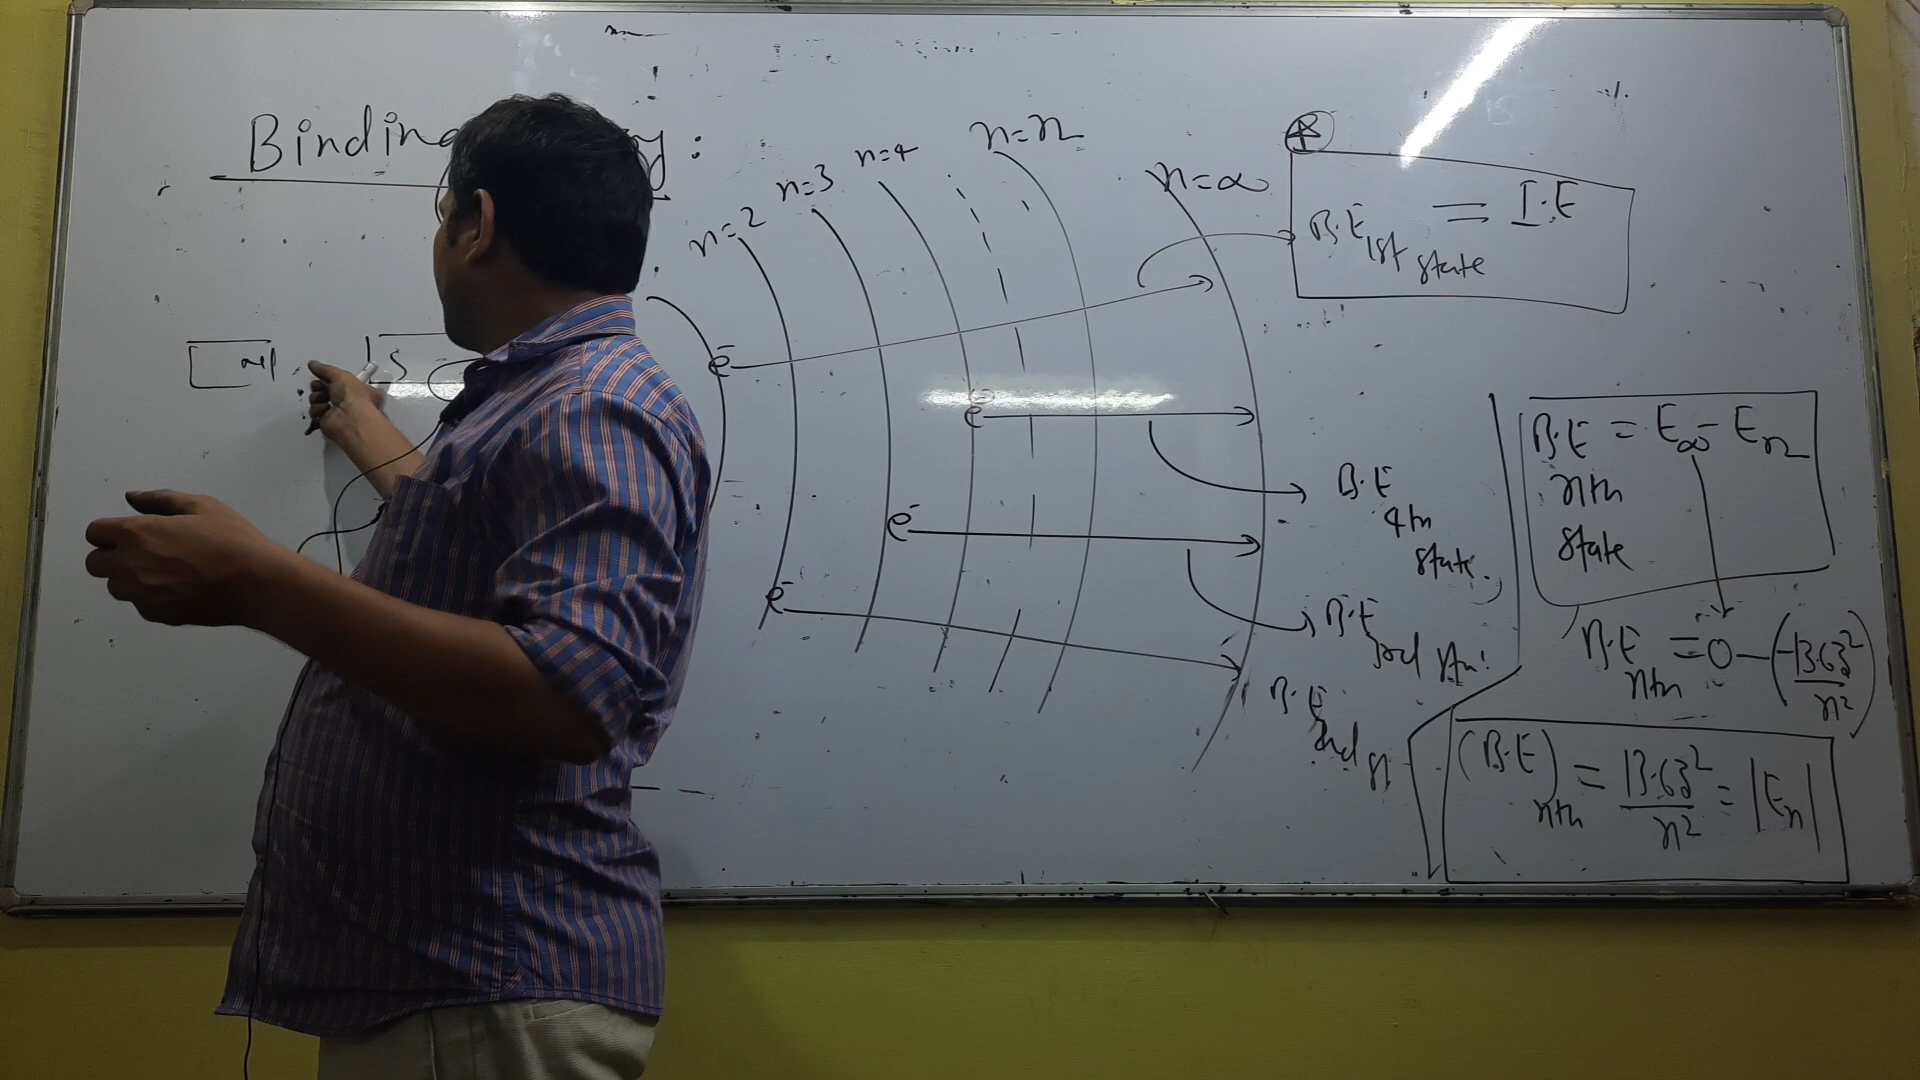 Binding
n=2
n=3
n=4
n=n
n=∞
B.E 1st state = I.E
e-
e-
e-
e-
B.E
4th
state.
B.E
3rd
B.E
2nd
B.E = E∞ - En
nth
state
B.E nth = 0 - (-13.6z²/n²)
(B.E) nth = 13.6z²/n² = |En|